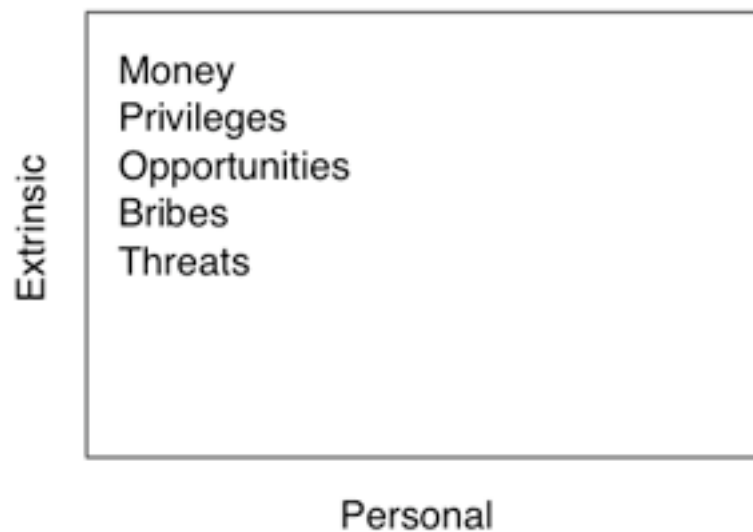 Money
Privileges
Opportunities
Bribes
Threats
Extrinsic
Personal